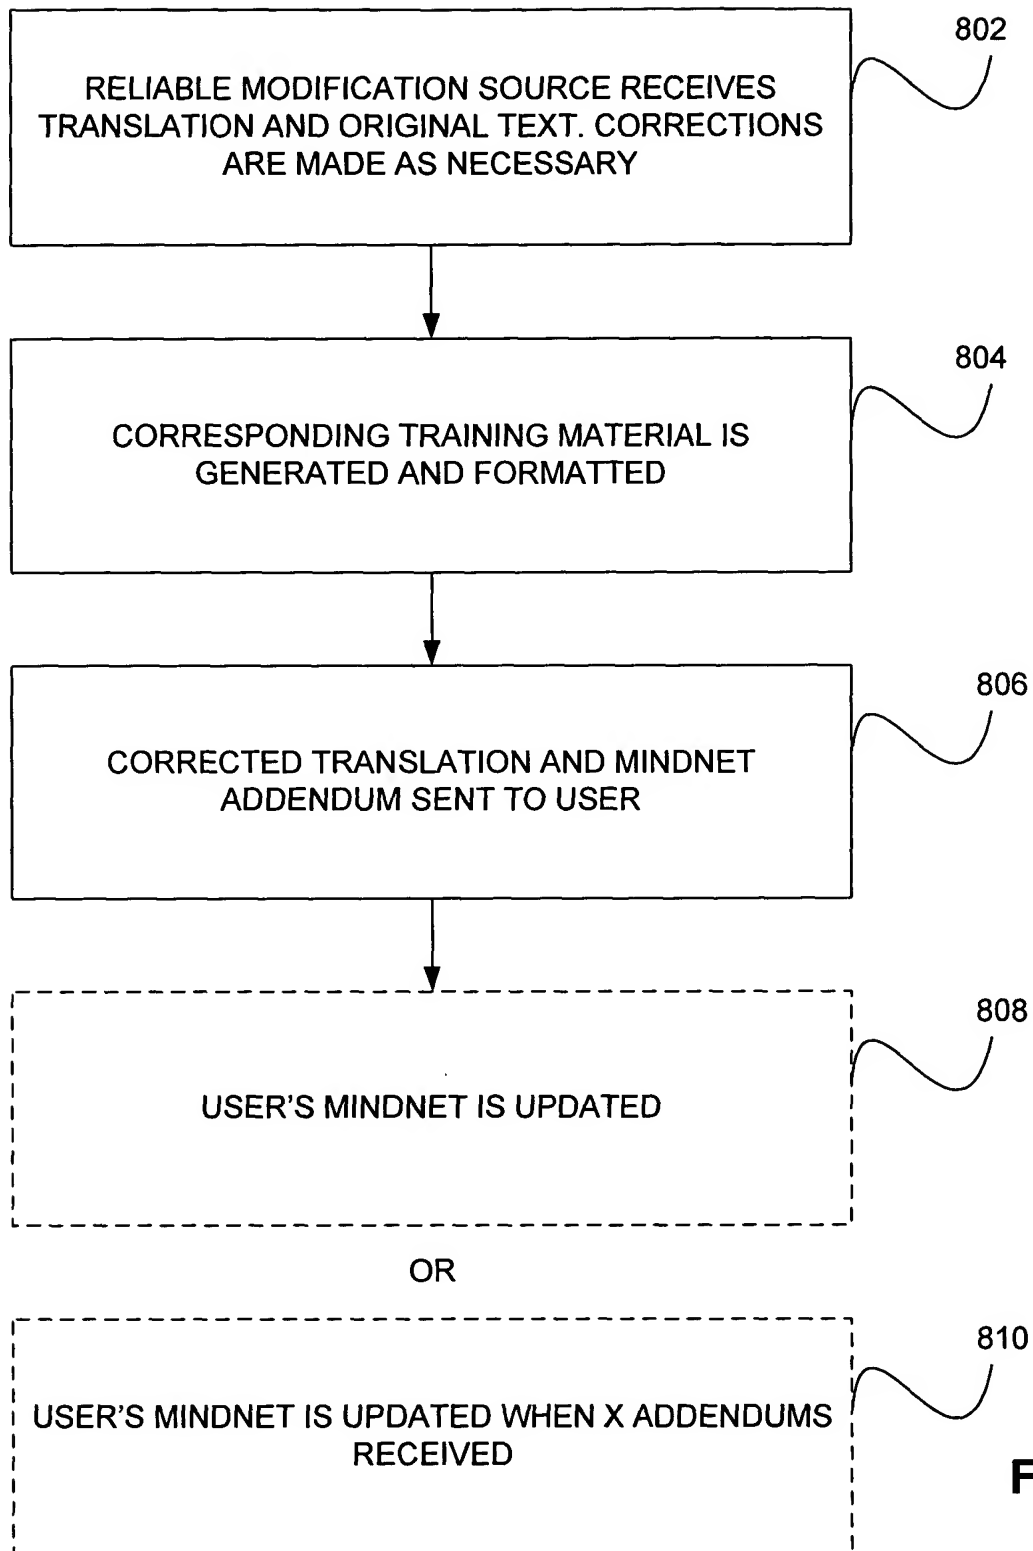 802
RELIABLE MODIFICATION SOURCE RECEIVES
TRANSLATION AND ORIGINAL TEXT. CORRECTIONS
ARE MADE AS NECESSARY
804
CORRESPONDING TRAINING MATERIAL IS
GENERATED AND FORMATTED
806
CORRECTED TRANSLATION AND MINDNET
ADDENDUM SENT TO USER
808
USER'S MINDNET IS UPDATED
OR
810
USER'S MINDNET IS UPDATED WHEN X ADDENDUMS
RECEIVED
F